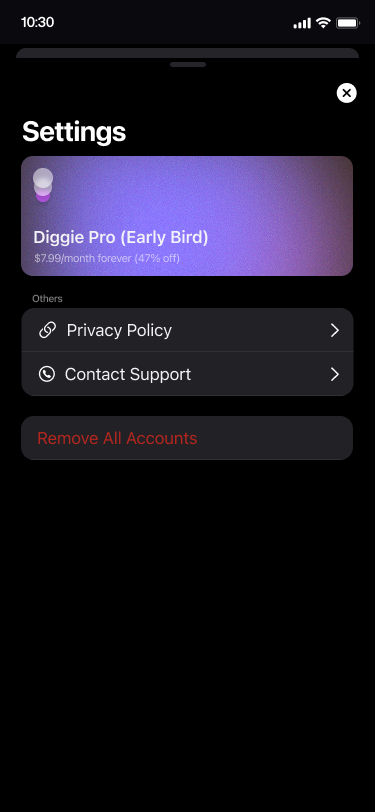 10:30
Settings
Diggie Pro (Early Bird)
$7.99/month forever (47% off)
Others
Privacy Policy
Contact Support
Remove All Accounts